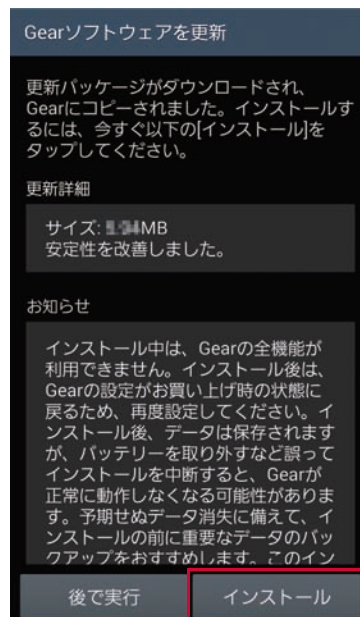 Gearソフトウェアを更新
更新パッケージがダウンロードされ、
Gearにコピーされました。インストールす
るには、今すぐ以下の[インストール]を
タップしてください。
更新詳細
サイズ: MB
安定性を改善しました。
お知らせ
インストール中は、Gearの全機能が
利用できません。インストール後は、
Gearの設定がお買い上げ時の状態に
戻るため、再度設定してください。イ
ンストール後、データは保存されます
が、バッテリーを取り外すなど誤って
インストールを中断すると、Gearが
正常に動作しなくなる可能性がありま
す。予期せぬデータ消失に備えて、イ
ンストールの前に重要なデータのバッ
クアップをおすすめします。このイン
後で実行
インストール